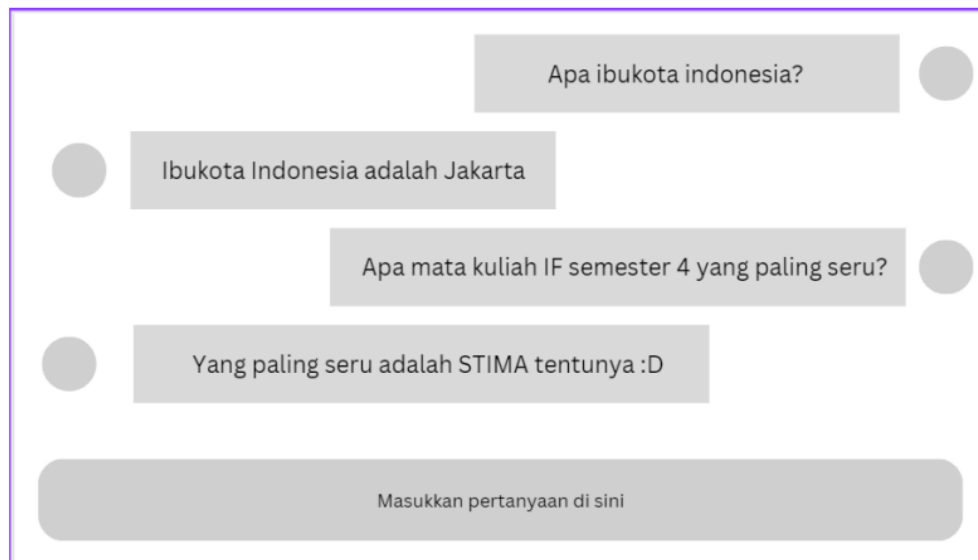 Apa ibukota indonesia?
Ibukota Indonesia adalah Jakarta
Apa mata kuliah IF semester 4 yang paling seru?
Yang paling seru adalah STIMA tentunya :D
Masukkan pertanyaan di sini